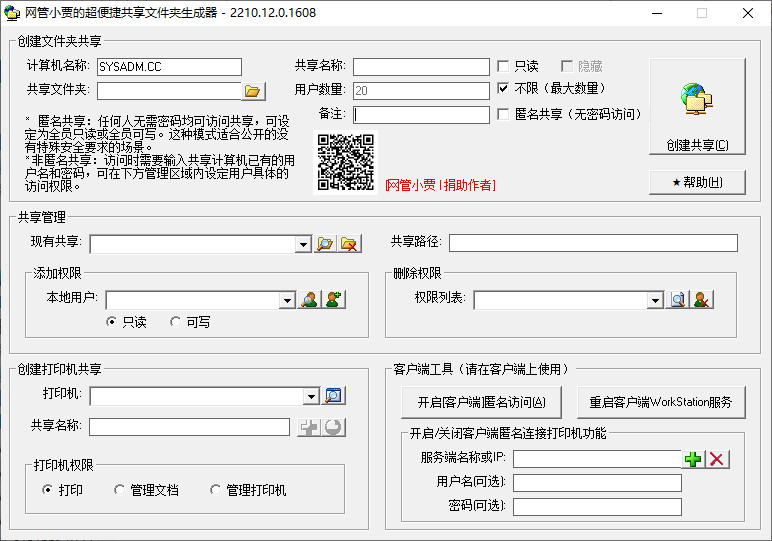 网管小贾的超便捷共享文件夹生成器 - 2210.12.0.1608
创建文件夹共享
计算机名称: SYSADM.CC
共享名称:
只读
隐藏
共享文件夹:
用户数量: 20
不限（最大数量）
备注:
匿名共享（无密码访问）
* 匿名共享：任何人无需密码均可访问共享，可设
定为全员只读或全员可写。这种模式适合公开的没
有特殊安全要求的场景。
*非匿名共享：访问时需要输入共享计算机已有的用
户名和密码，可在下方管理区域内设定用户具体的
访问权限。
[网管小贾 | 捐助作者]
创建共享(C)
★帮助(H)
共享管理
现有共享:
共享路径:
添加权限
本地用户:
只读
可写
删除权限
权限列表:
创建打印机共享
打印机:
共享名称:
打印机权限
打印
管理文档
管理打印机
客户端工具（请在客户端上使用）
开启[客户端]匿名访问(A)
重启客户端WorkStation服务
开启/关闭客户端匿名连接打印机功能
服务端名称或IP:
用户名(可选):
密码(可选):